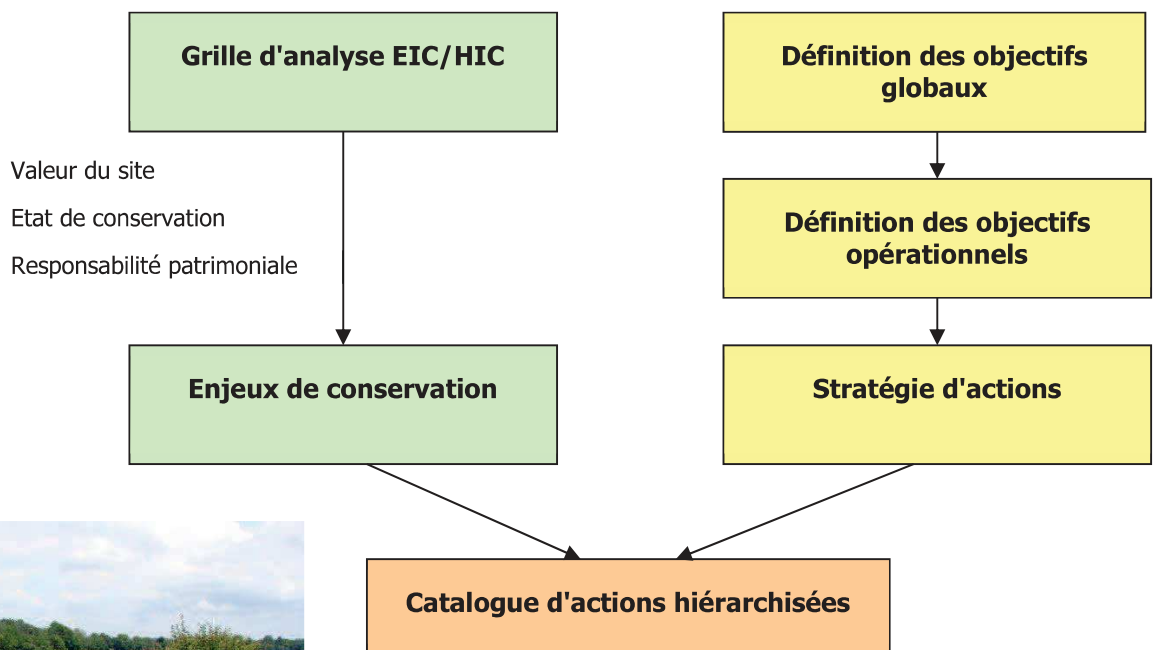 Grille d'analyse EIC/HIC
Définition des objectifs
globaux
Valeur du site
Etat de conservation
Responsabilité patrimoniale
Définition des objectifs
opérationnels
Enjeux de conservation
Stratégie d'actions
Catalogue d'actions hiérarchisées